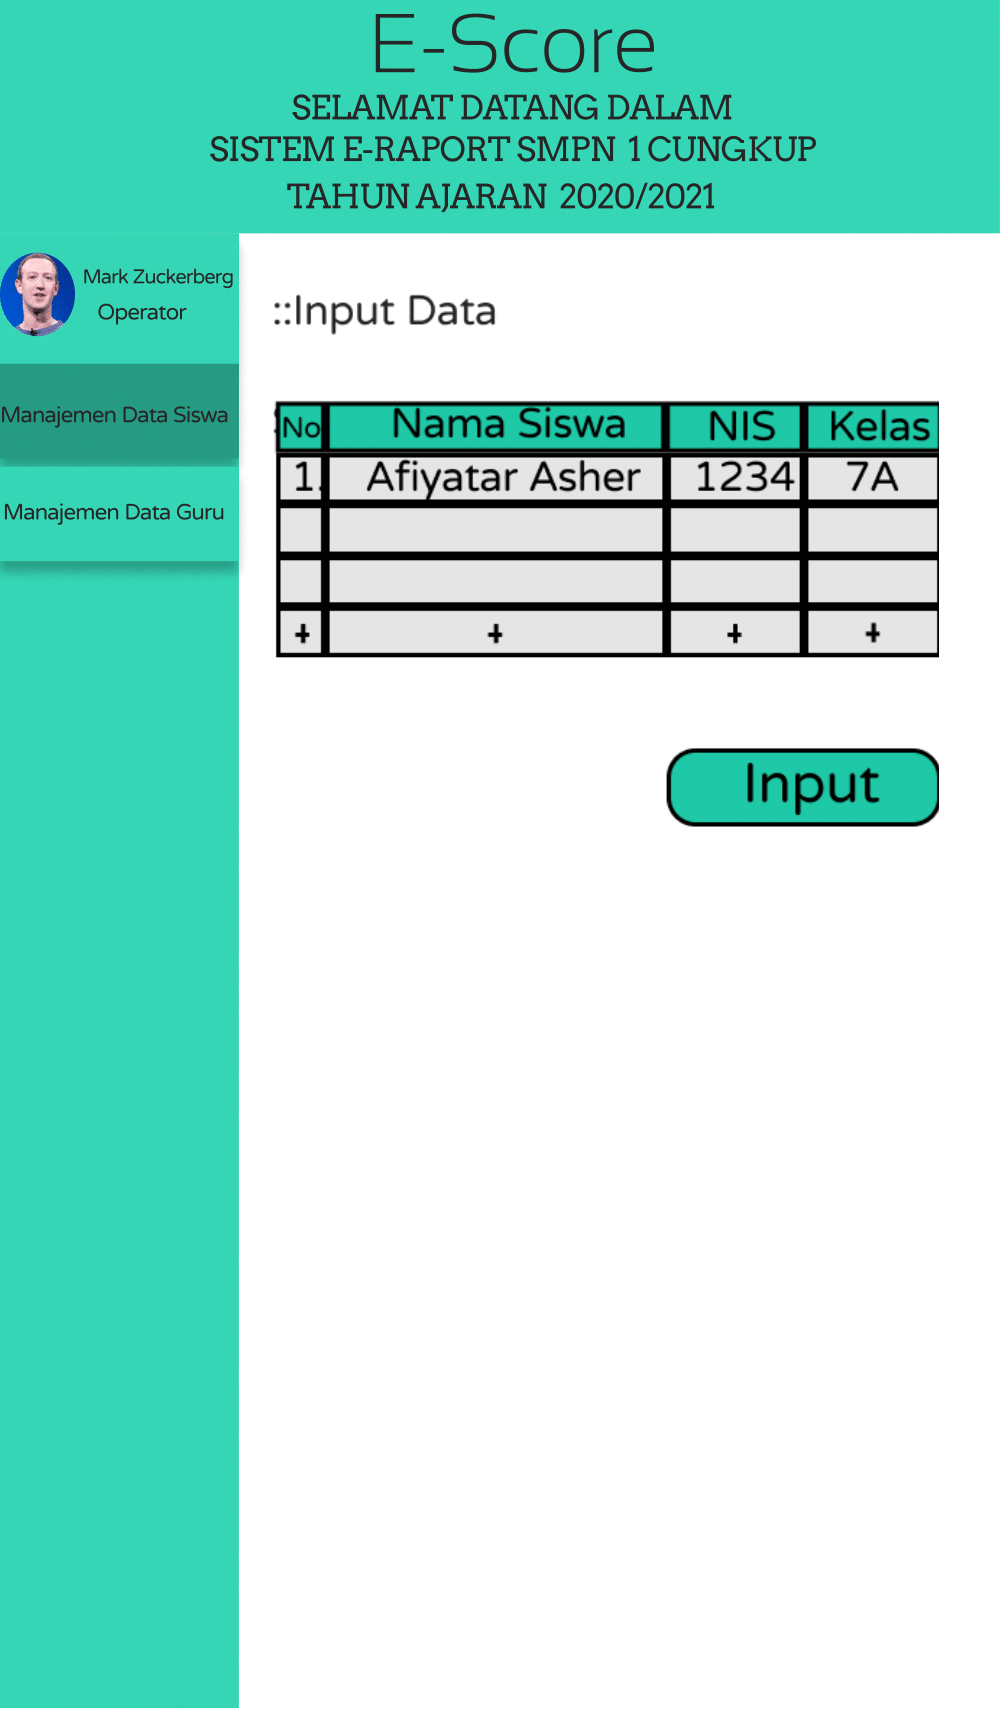 E-Score
SELAMAT DATANG DALAM
SISTEM E-RAPORT SMPN 1 CUNGKUP
TAHUN AJARAN 2020/2021
Mark Zuckerberg
Operator
Manajemen Data Siswa
Manajemen Data Guru
::Input Data
No Nama Siswa NIS Kelas
1. Afiyatar Asher 1234 7A
+ + + +
Input